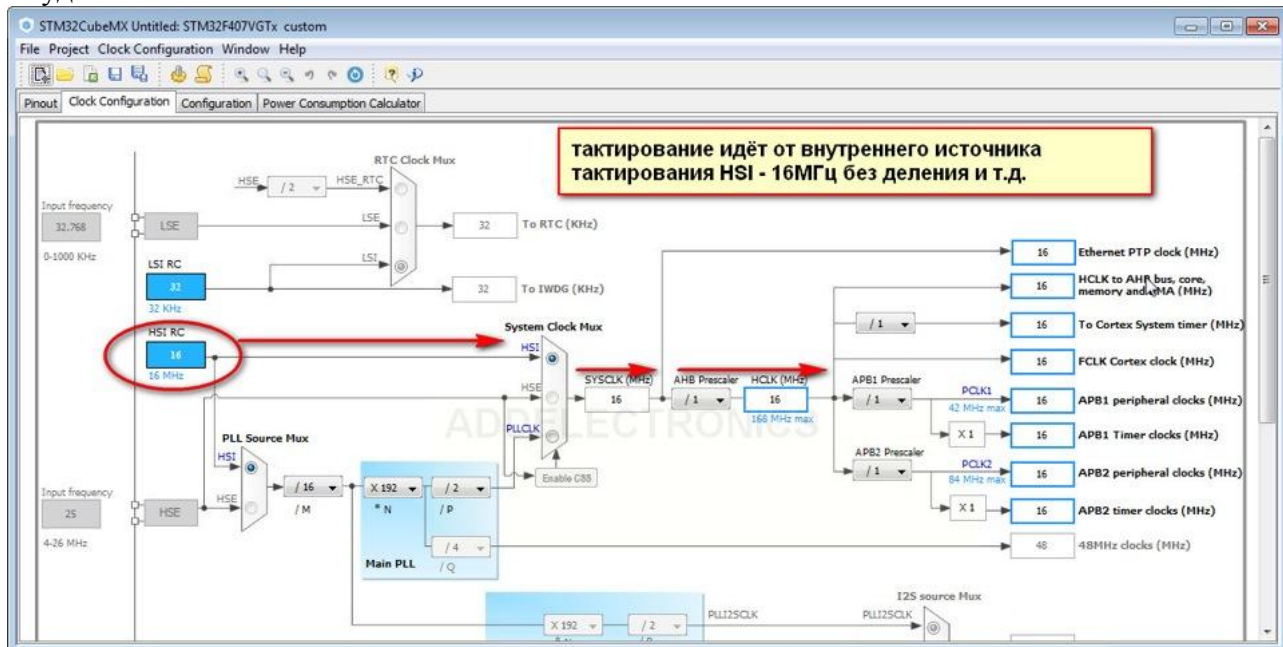 STM32CubeMX Untitled: STM32F407VGTx custom
File Project Clock Configuration Window Help
Pinout Clock Configuration Configuration Power Consumption Calculator
тактирование идёт от внутреннего источника
тактирования HSI - 16МГц без деления и т.д.
RTC Clock Mux
HSE / 2 HSE_RTC
Input frequency
32.768
LSE
LSE
32 To RTC (KHz)
0-1000 KHz
LSI RC
LSI
32
32 To IWDG (KHz)
32 KHz
HSI RC
16
16 MHz
System Clock Mux
HSI
HSE
PLLCLK
Enable CSS
SYSCLK (MHz)
16
AHB Prescaler
/ 1
HCLK (MHz)
16
168 MHz max
16 Ethernet PTP clock (MHz)
16 HCLK to AHB bus, core,
memory and DMA (MHz)
/ 1
16 To Cortex System timer (MHz)
16 FCLK Cortex clock (MHz)
APB1 Prescaler
/ 1
PCLK1
42 MHz max
16 APB1 peripheral clocks (MHz)
X 1
16 APB1 Timer clocks (MHz)
APB2 Prescaler
/ 1
PCLK2
84 MHz max
16 APB2 peripheral clocks (MHz)
X 1
16 APB2 timer clocks (MHz)
48 48MHz clocks (MHz)
ADDELECTRONICS
PLL Source Mux
HSI
HSE
Input frequency
25
HSE
4-26 MHz
/ 16
/ M
X 192
* N
/ 2
/ P
/ 4
/ Q
Main PLL
X 192
/ 2
PLLI2SCLK
I2S source Mux
PLLI2SCLK